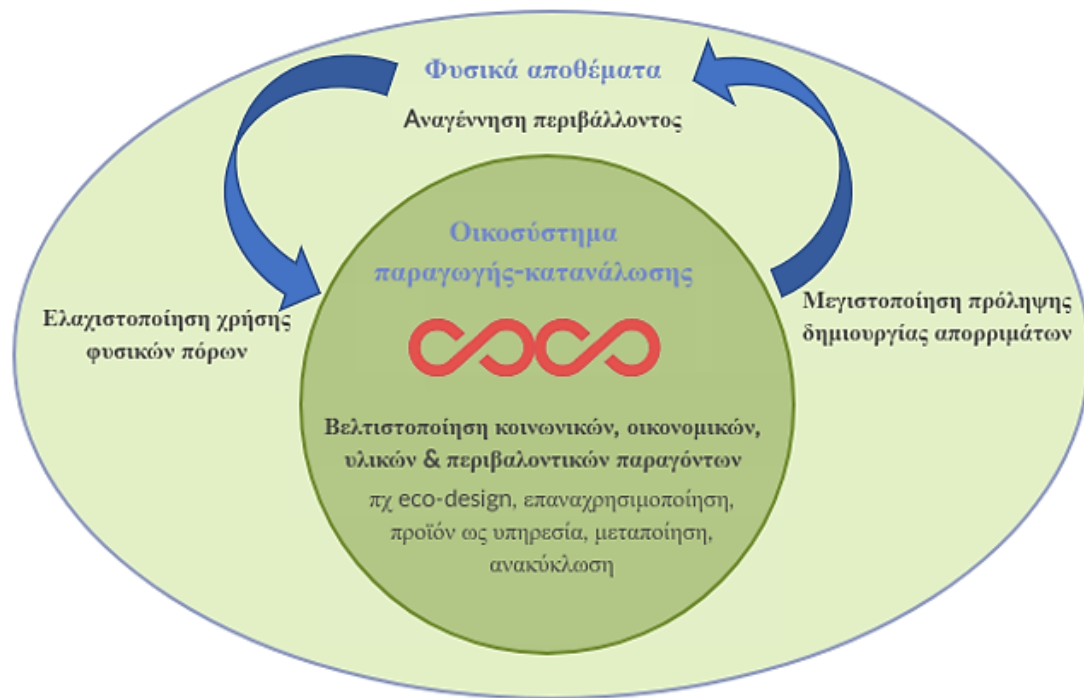 Φυσικά αποθέματα
Αναγέννηση περιβάλλοντος
Οικοσύστημα
παραγωγής-κατανάλωσης
Ελαχιστοποίηση χρήσης
φυσικών πόρων
Μεγιστοποίηση πρόληψης
δημιουργίας απορριμάτων
Βελτιστοποίηση κοινωνικών, οικονομικών,
υλικών & περιβαλοντικών παραγόντων
πχ eco-design, επαναχρησιμοποίηση,
προϊόν ως υπηρεσία, μεταποίηση,
ανακύκλωση